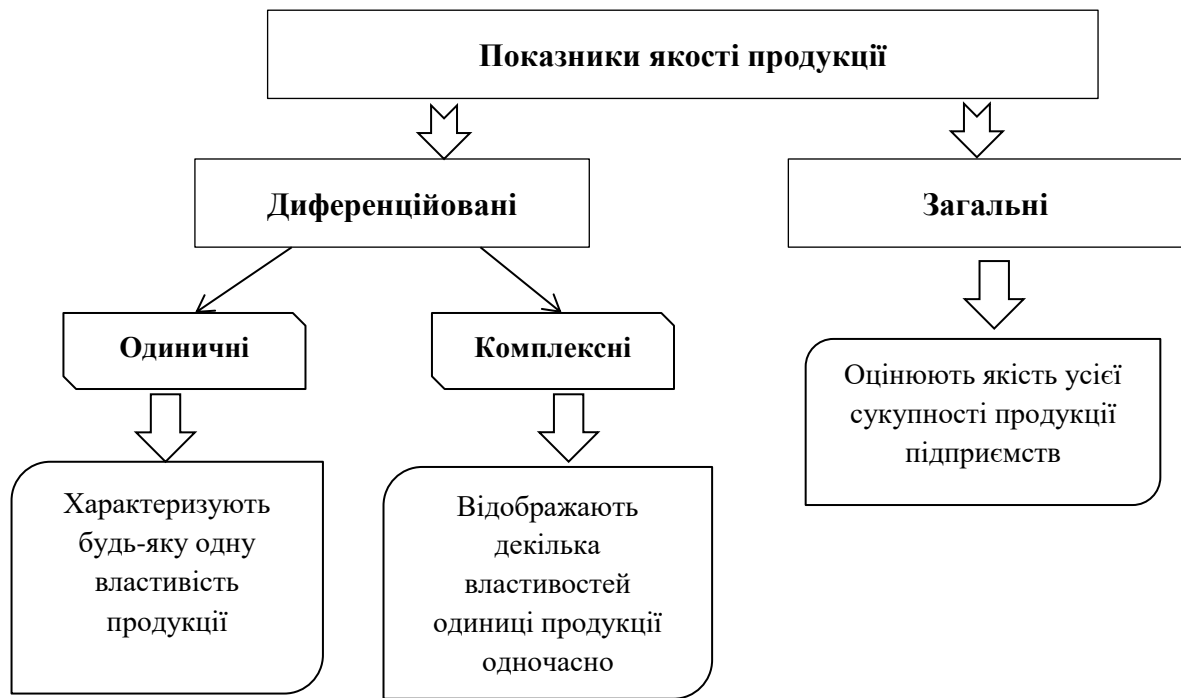 Показники якості продукції
Диференційовані
Загальні
Одиничні
Комплексні
Характеризують
будь-яку одну
властивість
продукції
Відображають
декілька
властивостей
одиниці продукції
одночасно
Оцінюють якість усієї
сукупності продукції
підприємств